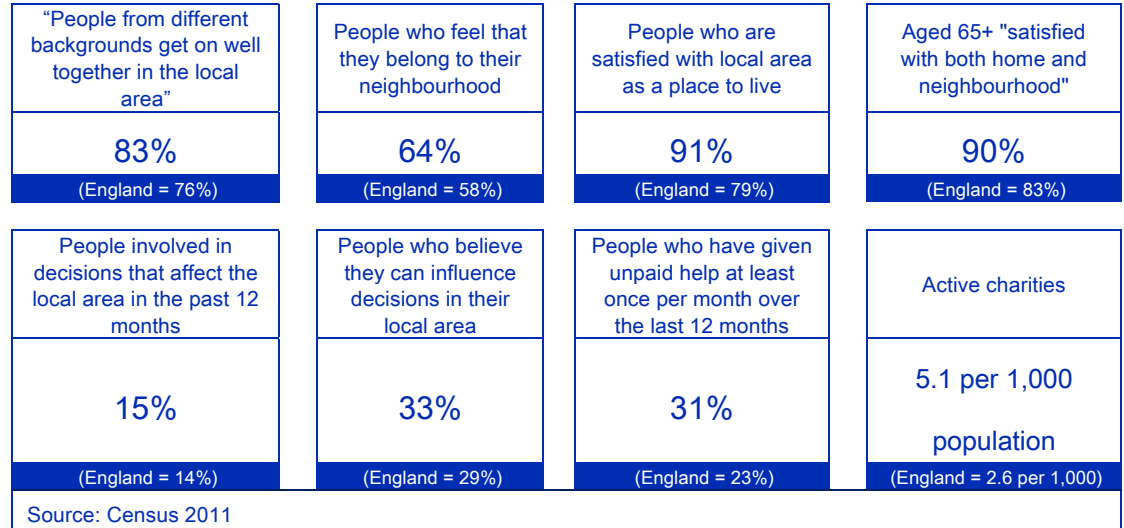 “People from different
backgrounds get on well
together in the local
area”
83%
(England = 76%)
People who feel that
they belong to their
neighbourhood
64%
(England = 58%)
People who are
satisfied with local area
as a place to live
91%
(England = 79%)
Aged 65+ "satisfied
with both home and
neighbourhood"
90%
(England = 83%)
People involved in
decisions that affect the
local area in the past 12
months
15%
(England = 14%)
People who believe
they can influence
decisions in their
local area
33%
(England = 29%)
People who have given
unpaid help at least
once per month over
the last 12 months
31%
(England = 23%)
Active charities
5.1 per 1,000
population
(England = 2.6 per 1,000)
Source: Census 2011